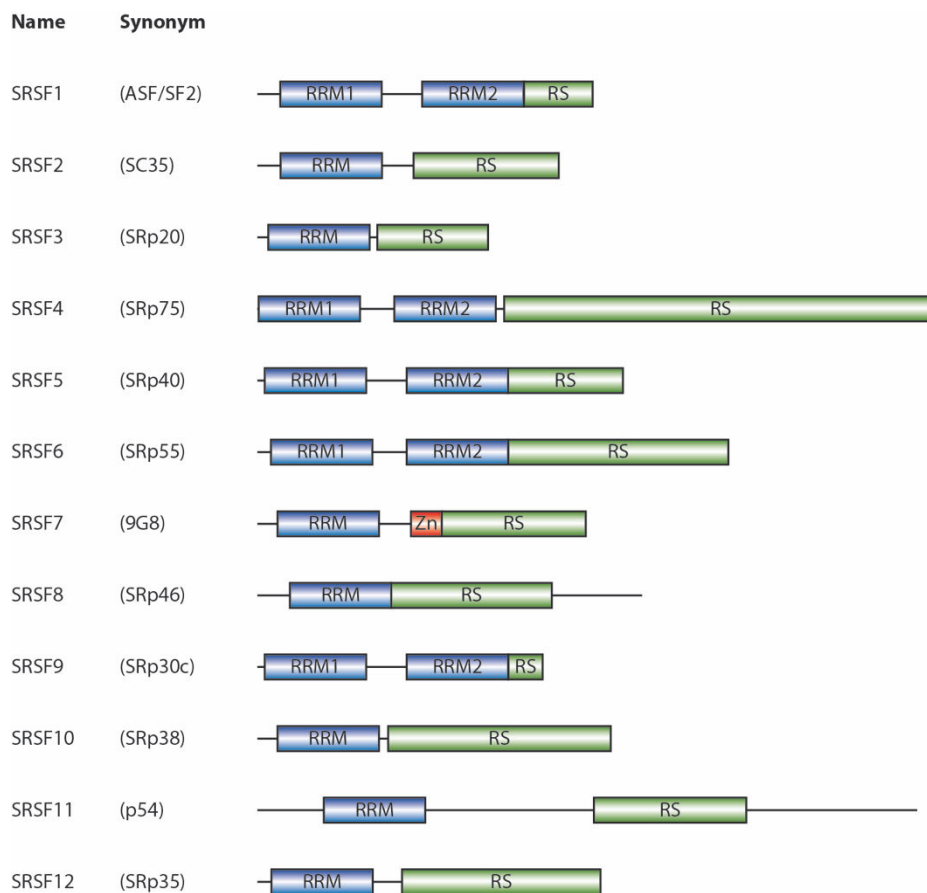 Name Synonym
SRSF1 (ASF/SF2) RRM1 RRM2 RS
SRSF2 (SC35) RRM RS
SRSF3 (SRp20) RRM RS
SRSF4 (SRp75) RRM1 RRM2 RS
SRSF5 (SRp40) RRM1 RRM2 RS
SRSF6 (SRp55) RRM1 RRM2 RS
SRSF7 (9G8) RRM Zn RS
SRSF8 (SRp46) RRM RS
SRSF9 (SRp30c) RRM1 RRM2 RS
SRSF10 (SRp38) RRM RS
SRSF11 (p54) RRM RS
SRSF12 (SRp35) RRM RS